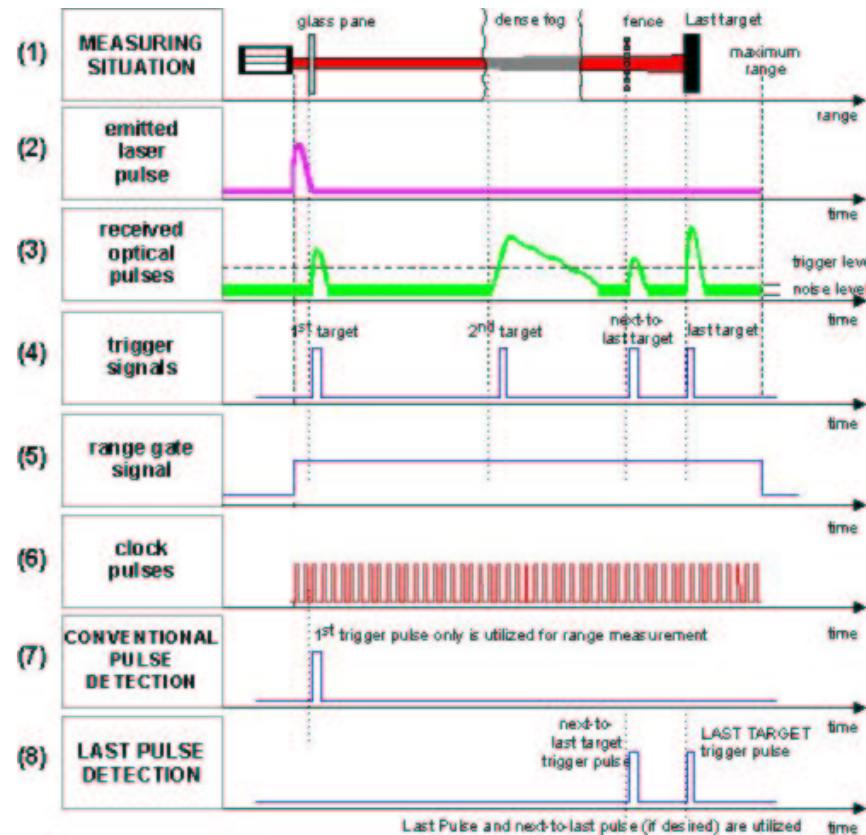 glass pane
dense fog
fence
Last target
(1)
MEASURING
SITUATION
maximum
range
range
(2)
emitted
laser
pulse
time
(3)
received
optical
pulses
trigger leve
noise level
time
(4)
trigger
signals
1st target
2nd target
next-to-
last target
last target
time
(5)
range gate
signal
time
(6)
clock
pulses
time
(7)
CONVENTIONAL
PULSE
DETECTION
1st trigger pulse only is utilized for range measurement
time
(8)
LAST PULSE
DETECTION
next-to-
last target
trigger pulse
LAST TARGET
trigger pulse
Last Pulse and next-to-last pulse (if desired) are utilized
time